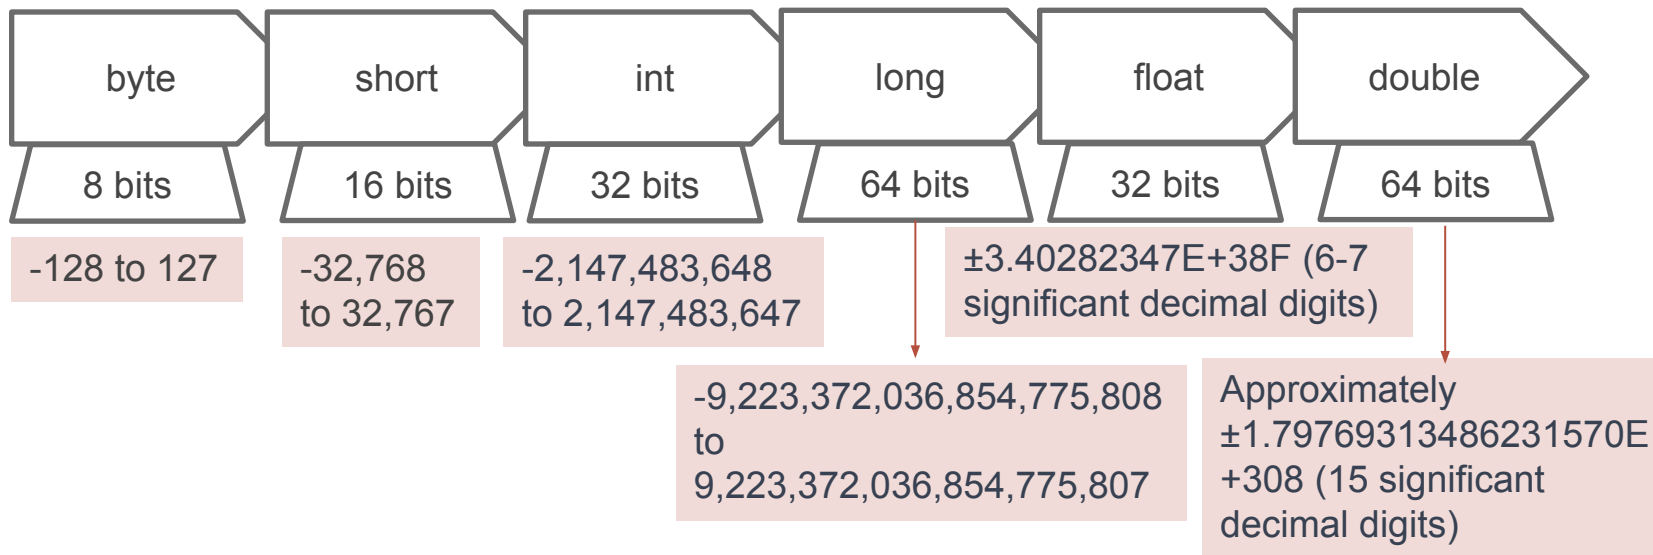 byte
short
int
long
float
double
8 bits
16 bits
32 bits
64 bits
32 bits
64 bits
-128 to 127
-32,768
to 32,767
-2,147,483,648
to 2,147,483,647
±3.40282347E+38F (6-7
significant decimal digits)
-9,223,372,036,854,775,808
to
9,223,372,036,854,775,807
Approximately
±1.79769313486231570E
+308 (15 significant
decimal digits)